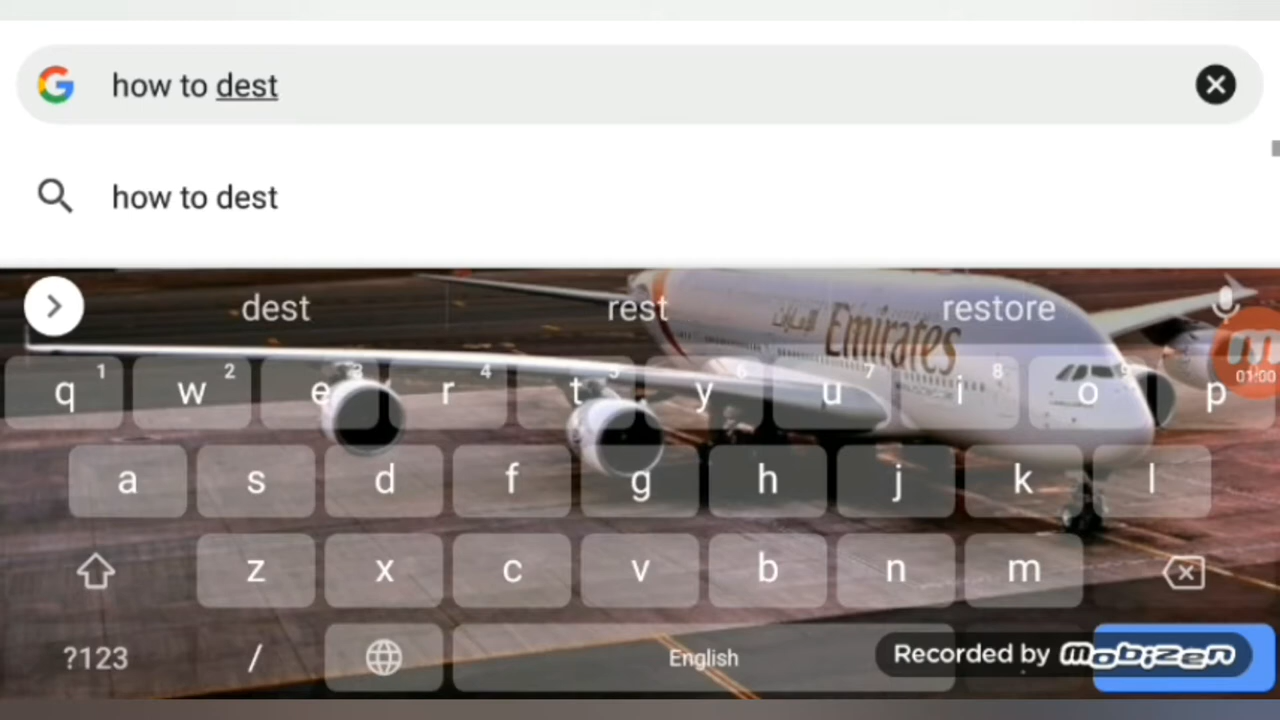 how to dest
how to dest
dest rest restore
الإمارات Emirates
01:00
q 1 w 2 e 3 r 4 t 5 y 6 u 7 i 8 o 9 p
a s d f g h j k l
z x c v b n m
?123 / English
Recorded by mobizen